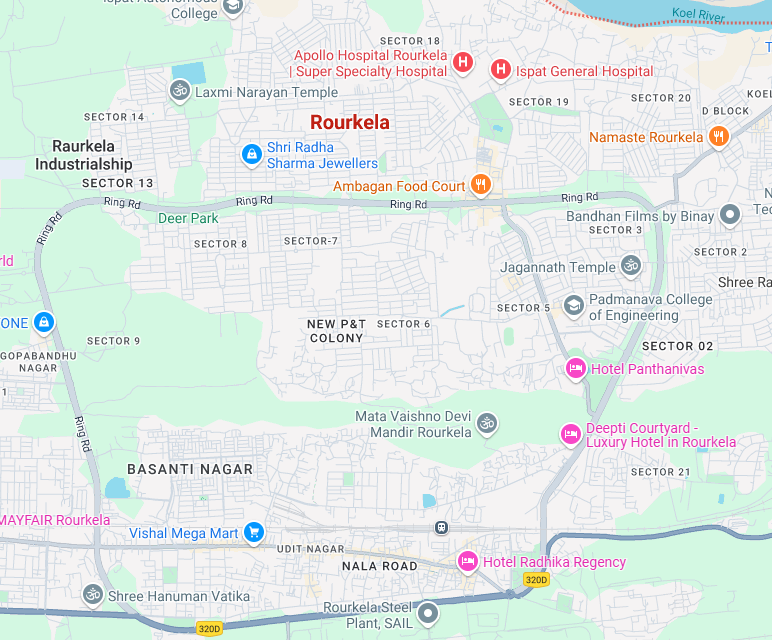 Ispat Autonomous
College
Koel River
SECTOR 18
Apollo Hospital Rourkela
| Super Specialty Hospital
Ispat General Hospital
Laxmi Narayan Temple
SECTOR 19
SECTOR 20
KOEL
D BLOCK
SECTOR 14
Rourkela
Namaste Rourkela
Raurkela
Industrialship
Shri Radha
Sharma Jewellers
SECTOR 13
Ambagan Food Court
Ring Rd
Ring Rd
Ring Rd
Ring Rd
Ring Rd
Deer Park
Bandhan Films by Binay
N
Te
SECTOR 3
SECTOR 8
SECTOR-7
SECTOR 2
rld
Jagannath Temple
Shree Ra
Padmanava College
of Engineering
SECTOR 5
ONE
NEW P&T
COLONY
SECTOR 6
SECTOR 9
SECTOR 02
GOPABANDHU
NAGAR
Hotel Panthanivas
1
Mata Vaishno Devi
Mandir Rourkela
Deepti Courtyard -
Luxury Hotel in Rourkela
Ring Rd
BASANTI NAGAR
SECTOR 21
MAYFAIR Rourkela
Vishal Mega Mart
UDIT NAGAR
NALA ROAD
Hotel Radhika Regency
320D
Shree Hanuman Vatika
Rourkela Steel
Plant, SAIL
320D